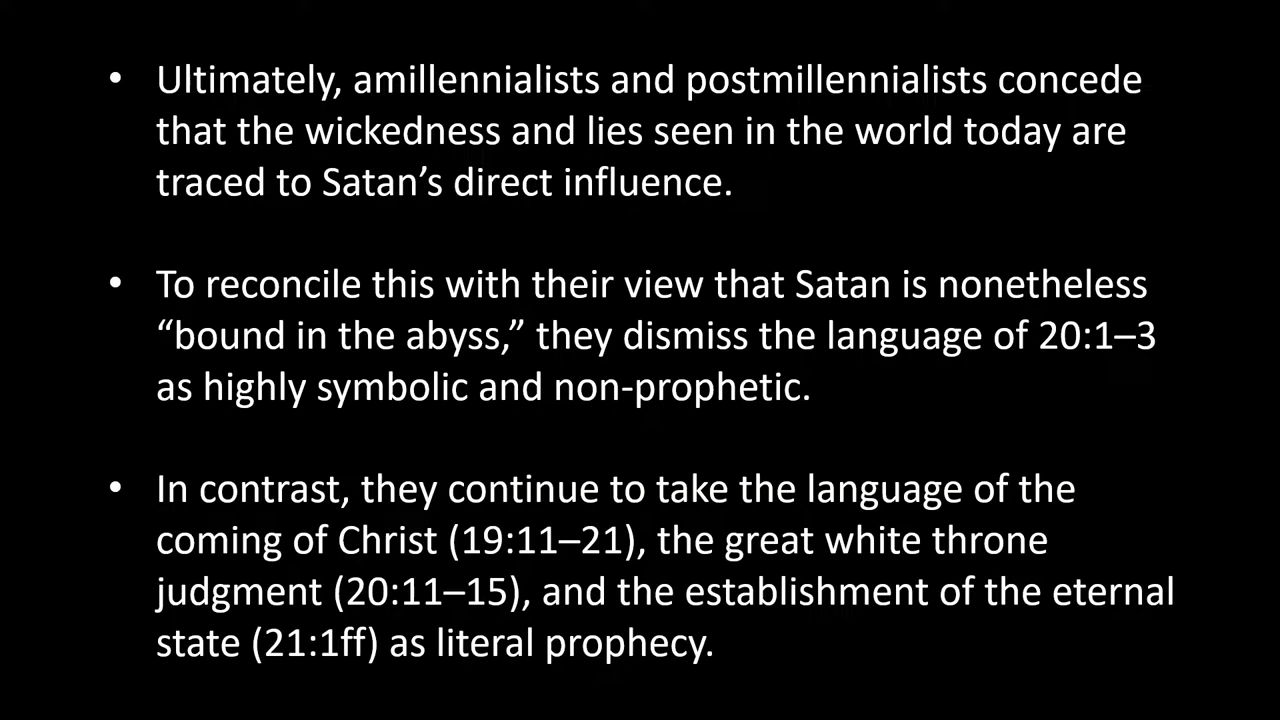 • Ultimately, amillennialists and postmillennialists concede
that the wickedness and lies seen in the world today are
traced to Satan’s direct influence.
• To reconcile this with their view that Satan is nonetheless
“bound in the abyss,” they dismiss the language of 20:1–3
as highly symbolic and non-prophetic.
• In contrast, they continue to take the language of the
coming of Christ (19:11–21), the great white throne
judgment (20:11–15), and the establishment of the eternal
state (21:1ff) as literal prophecy.